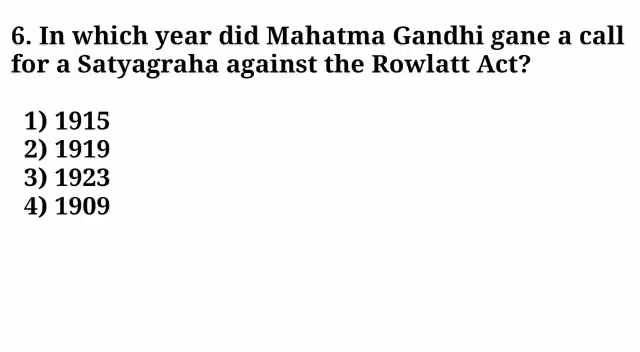 6. In which year did Mahatma Gandhi gane a call
for a Satyagraha against the Rowlatt Act?
1) 1915
2) 1919
3) 1923
4) 1909